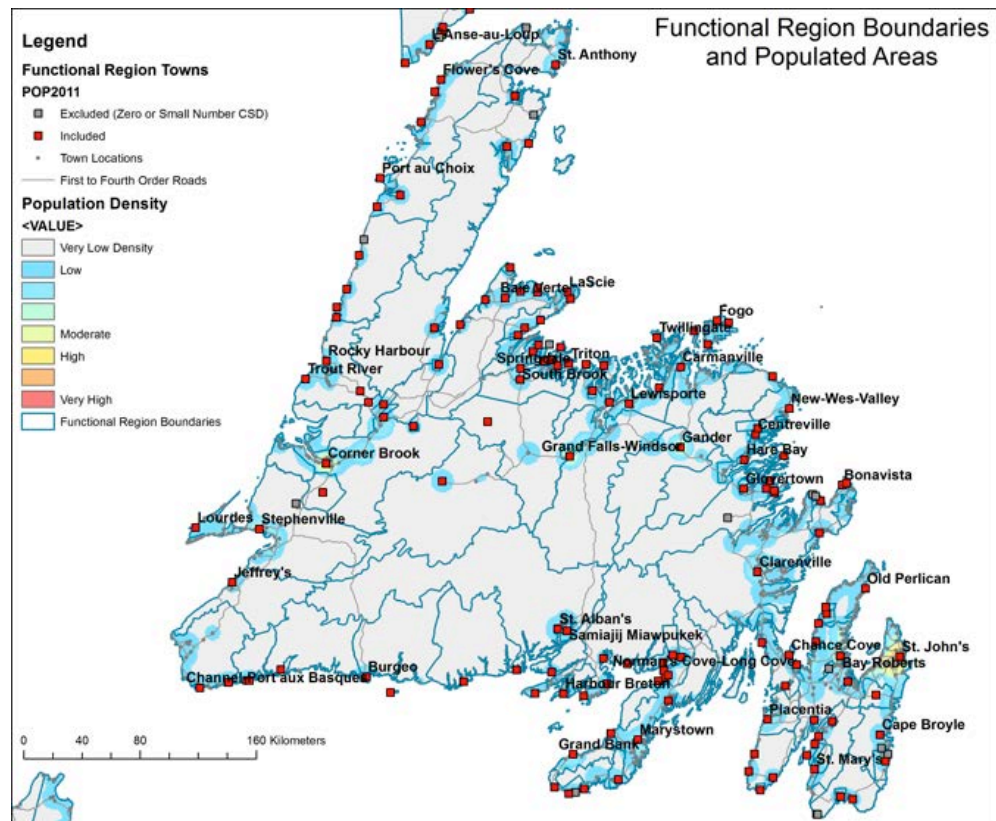 Functional Region Boundaries
and Populated Areas
Legend
Functional Region Towns
POP2011
Excluded (Zero or Small Number CSD)
Included
Town Locations
First to Fourth Order Roads
Population Density
<VALUE>
Very Low Density
Low
Moderate
High
Very High
Functional Region Boundaries
L'Anse-au-Loup
St. Anthony
Flower's Cove
Port au Choix
Baie Verte
LaScie
Fogo
Twillingate
Rocky Harbour
Springdale
Triton
Carmanville
Trout River
South Brook
Lewisporte
New-Wes-Valley
Centreville
Grand Falls-Windsor
Gander
Hare Bay
Corner Brook
Glovertown
Bonavista
Lourdes
Stephenville
Clarenville
Jeffrey's
Old Perlican
St. Alban's
Samiajij Miawpukek
Chance Cove
St. John's
Norman's Cove-Long Cove
Bay Roberts
Burgeo
Channel-Port aux Basques
Harbour Breton
Placentia
Marystown
Cape Broyle
Grand Bank
St. Mary's
0 40 80 160 Kilometers